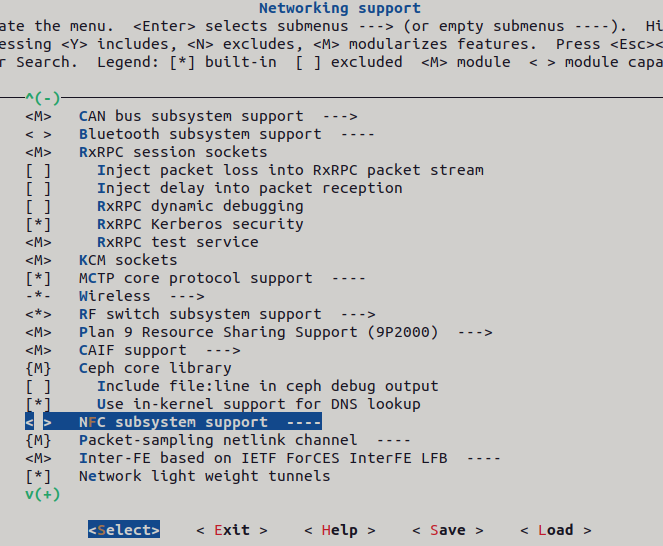 Networking support
ate the menu.  <Enter> selects submenus ---> (or empty submenus ----).  Hi
essing <Y> includes, <N> excludes, <M> modularizes features.  Press <Esc><
r Search.  Legend: [*] built-in  [ ] excluded  <M> module  < > module capa
^(-)
<M>   CAN bus subsystem support  --->
< >   Bluetooth subsystem support  ----
<M>   RxRPC session sockets
[ ]     Inject packet loss into RxRPC packet stream
[ ]     Inject delay into packet reception
[ ]     RxRPC dynamic debugging
[*]     RxRPC Kerberos security
<M>     RxRPC test service
<M>   KCM sockets
[*]   MCTP core protocol support  ----
-*-   Wireless  --->
<*>   RF switch subsystem support  --->
<M>   Plan 9 Resource Sharing Support (9P2000)  --->
<M>   CAIF support  --->
{M}   Ceph core library
[ ]     Include file:line in ceph debug output
[*]     Use in-kernel support for DNS lookup
< >   NFC subsystem support  ----
{M}   Packet-sampling netlink channel  ----
<M>   Inter-FE based on IETF ForCES InterFE LFB  ----
[*]   Network light weight tunnels
v(+)
<Select>    < Exit >    < Help >    < Save >    < Load >